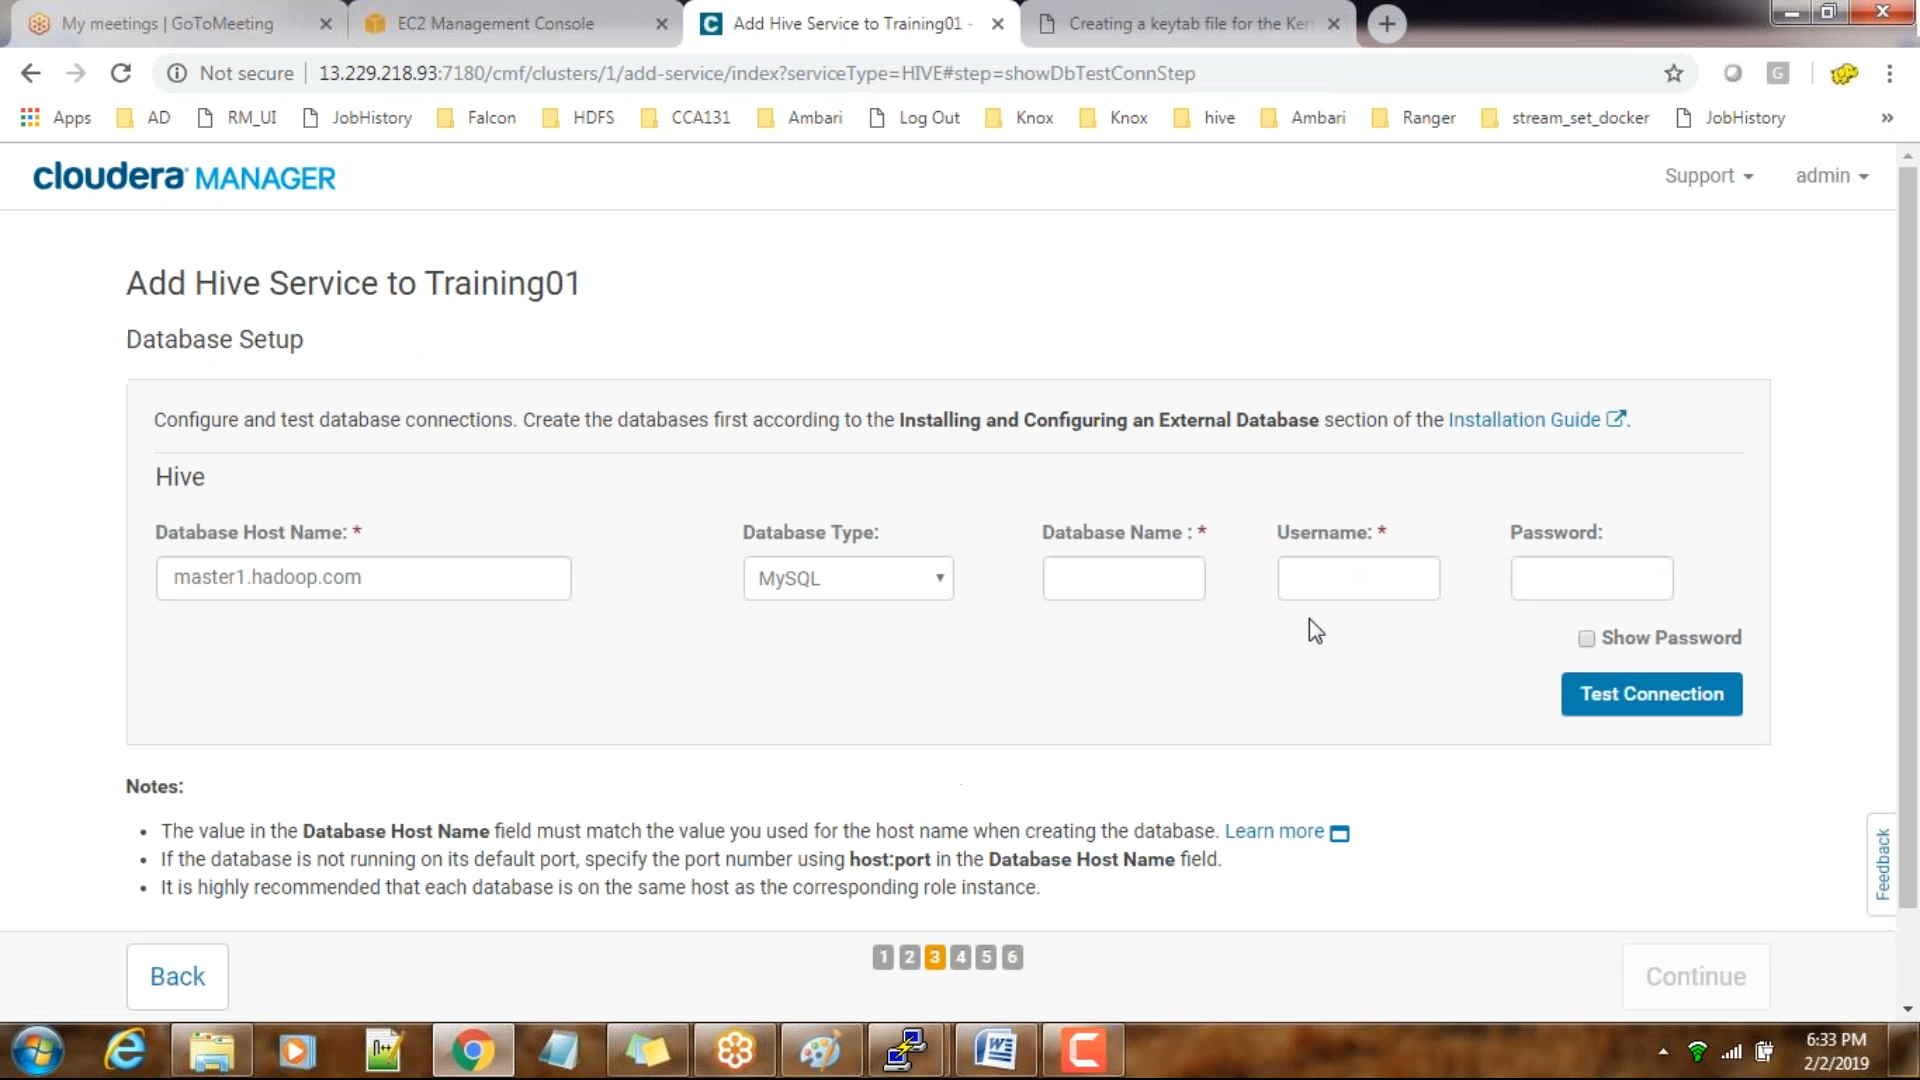 My meetings | GoToMeeting
EC2 Management Console
Add Hive Service to Training01 -
Creating a keytab file for the Ker
Not secure
13.229.218.93:7180/cmf/clusters/1/add-service/index?serviceType=HIVE#step=showDbTestConnStep
Apps AD RM_UI JobHistory Falcon HDFS CCA131 Ambari Log Out Knox Knox hive Ambari Ranger stream_set_docker JobHistory »
cloudera MANAGER
Support admin
Add Hive Service to Training01
Database Setup
Configure and test database connections. Create the databases first according to the Installing and Configuring an External Database section of the Installation Guide.
Hive
Database Host Name: * Database Type: Database Name : * Username: * Password:
master1.hadoop.com MySQL
Show Password
Test Connection
Notes:
• The value in the Database Host Name field must match the value you used for the host name when creating the database. Learn more
• If the database is not running on its default port, specify the port number using host:port in the Database Host Name field.
• It is highly recommended that each database is on the same host as the corresponding role instance.
Feedback
Back
1 2 3 4 5 6
Continue
6:33 PM
2/2/2019